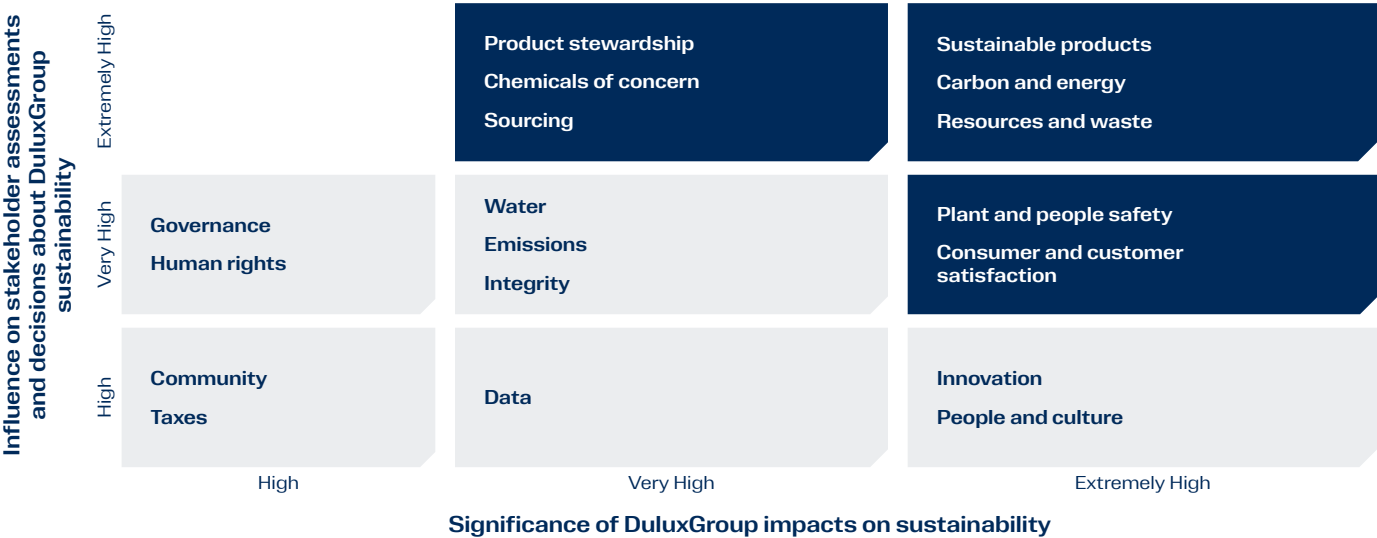 Influence on stakeholder assessments
and decisions about DuluxGroup
sustainability
Extremely High
Product stewardship
Chemicals of concern
Sourcing
Sustainable products
Carbon and energy
Resources and waste
Very High
Governance
Human rights
Water
Emissions
Integrity
Plant and people safety
Consumer and customer
satisfaction
High
Community
Taxes
Data
Innovation
People and culture
High
Very High
Extremely High
Significance of DuluxGroup impacts on sustainability